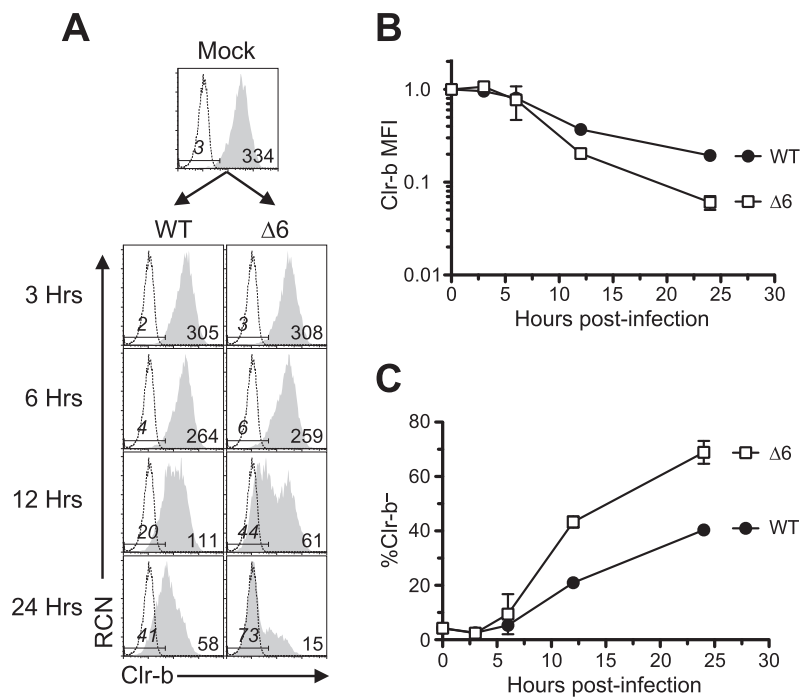 A
Mock
3 334
WT Δ6
3 Hrs
2 305 3 308
6 Hrs
4 264 6 259
12 Hrs
20 111 44 61
24 Hrs
41 58 73 15
RCN
Clr-b
B
Clr-b MFI
1.0
0.1
0.01
0 5 10 15 20 25 30
Hours post-infection
WT
Δ6
C
%Clr-b⁻
80
60
40
20
0
0 5 10 15 20 25 30
Hours post-infection
Δ6
WT